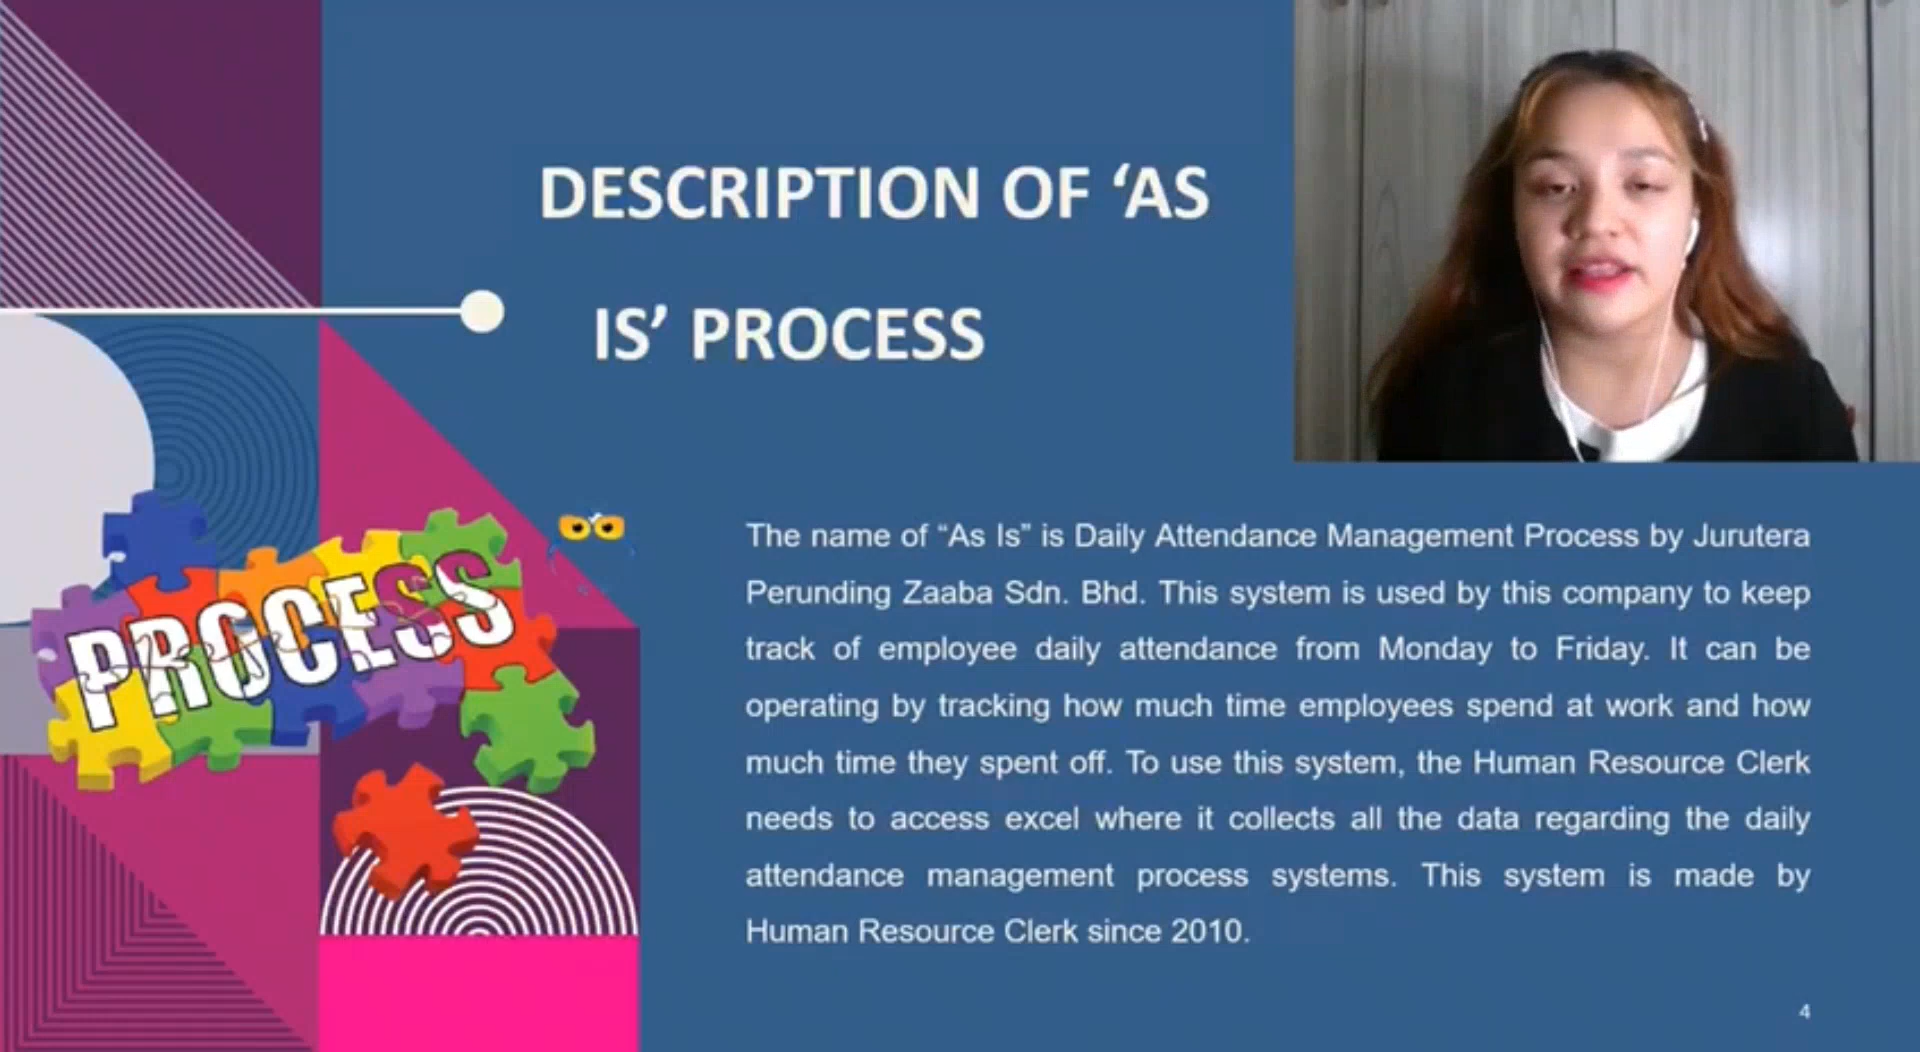 DESCRIPTION OF ‘AS
IS’ PROCESS
PROCESS
The name of “As Is” is Daily Attendance Management Process by Jurutera
Perunding Zaaba Sdn. Bhd. This system is used by this company to keep
track of employee daily attendance from Monday to Friday. It can be
operating by tracking how much time employees spend at work and how
much time they spent off. To use this system, the Human Resource Clerk
needs to access excel where it collects all the data regarding the daily
attendance management process systems. This system is made by
Human Resource Clerk since 2010.
4